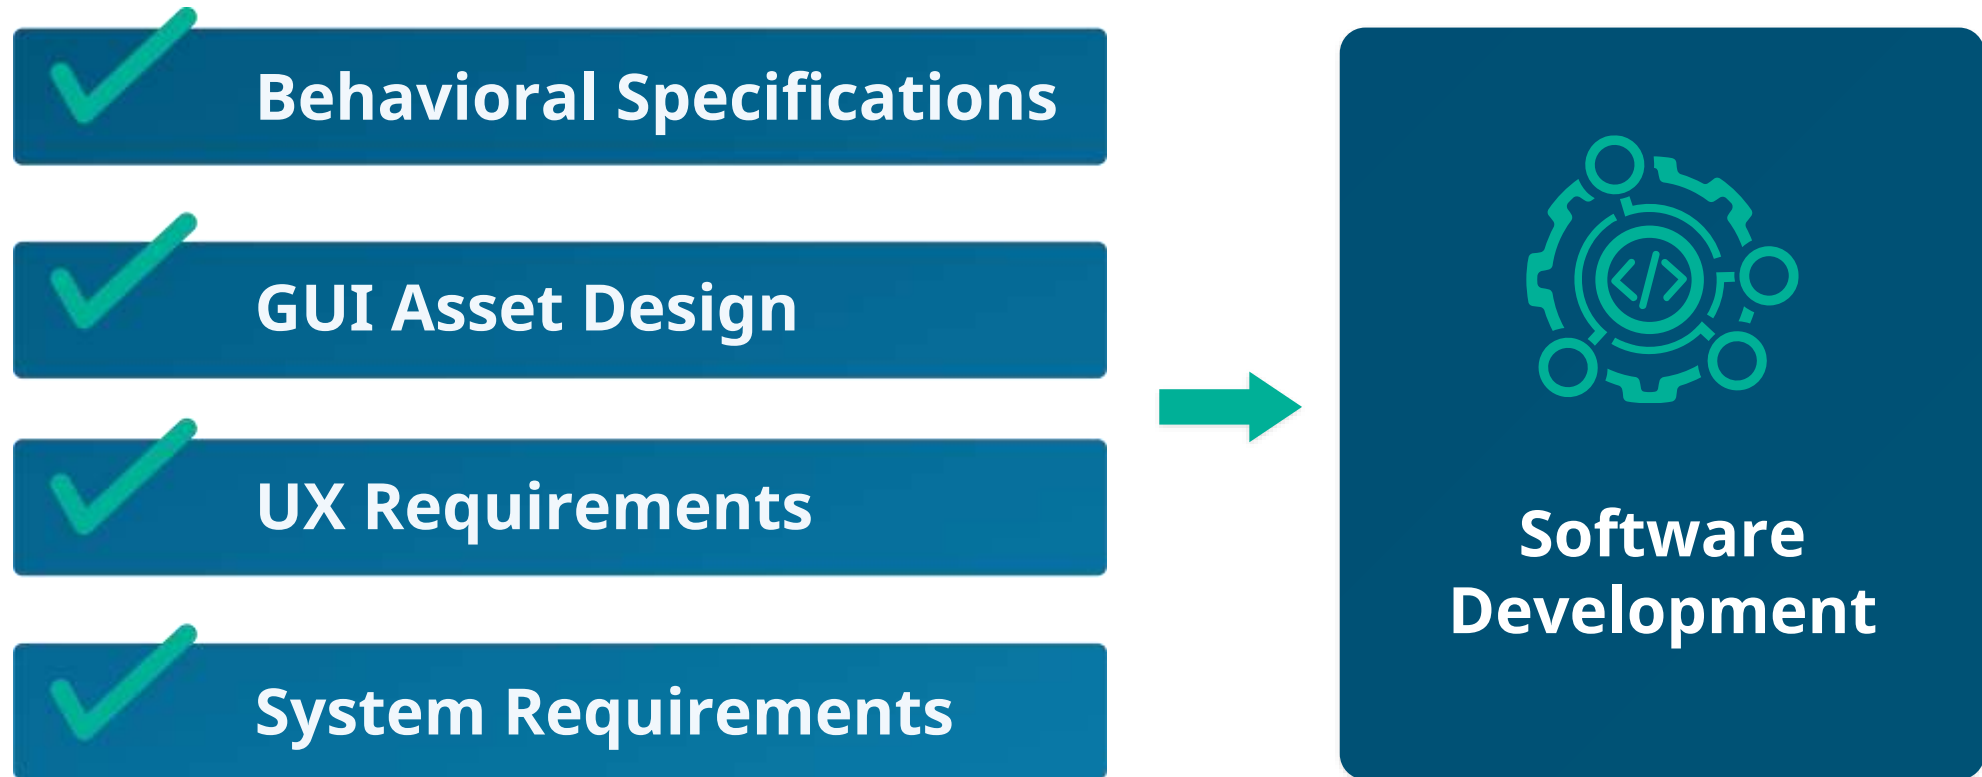 Behavioral Specifications
GUI Asset Design
UX Requirements
System Requirements
</>
Software
Development